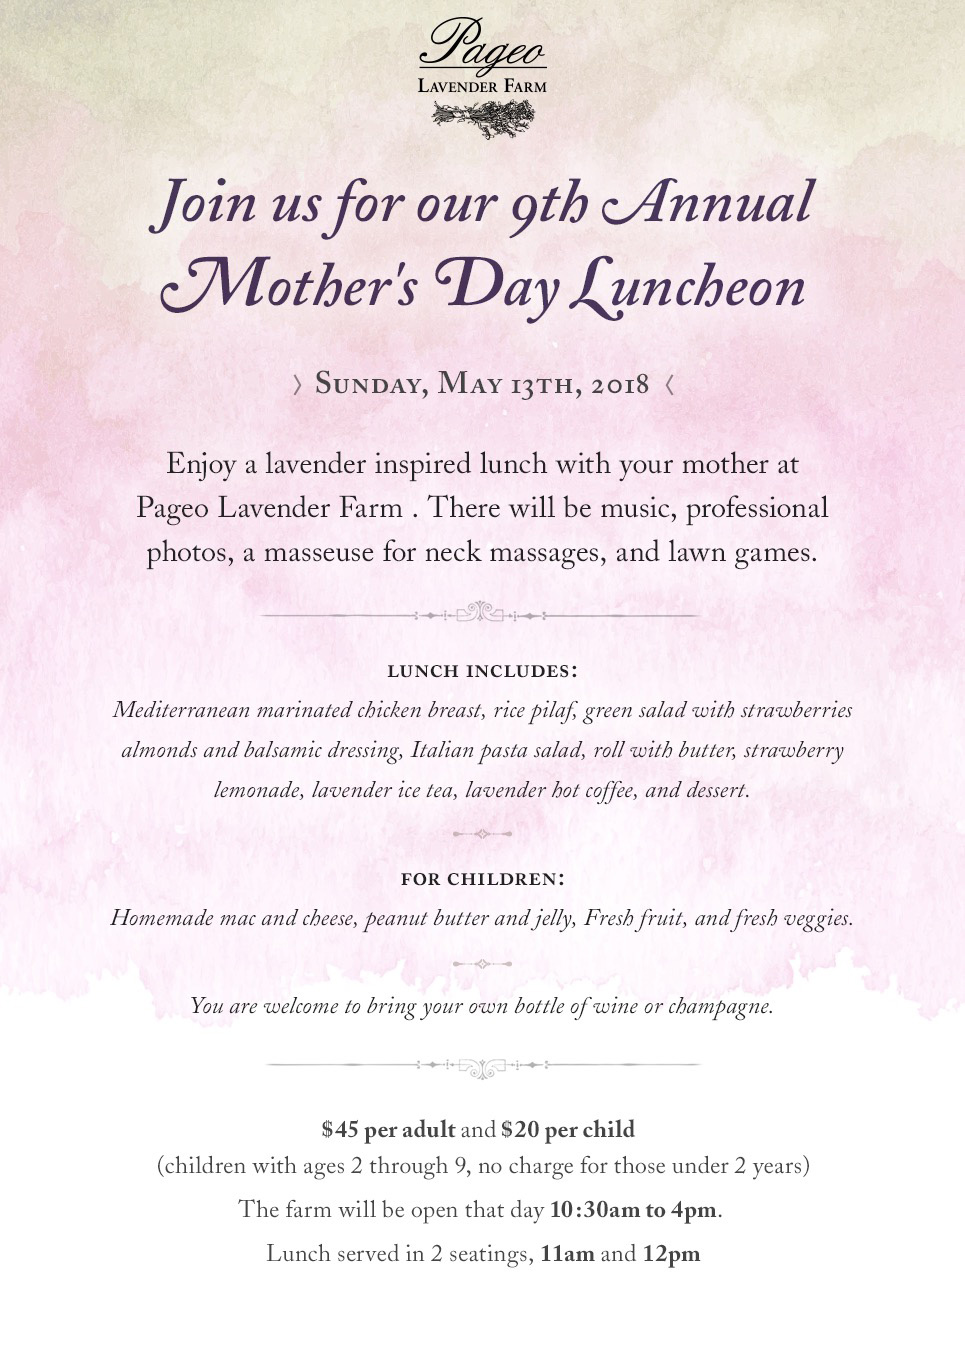 Pageo
Lavender Farm
Join us for our 9th Annual
Mother's Day Luncheon
Sunday, May 13th, 2018
Enjoy a lavender inspired lunch with your mother at
Pageo Lavender Farm . There will be music, professional
photos, a masseuse for neck massages, and lawn games.
LUNCH INCLUDES:
Mediterranean marinated chicken breast, rice pilaf, green salad with strawberries
almonds and balsamic dressing, Italian pasta salad, roll with butter, strawberry
lemonade, lavender ice tea, lavender hot coffee, and dessert.
FOR CHILDREN:
Homemade mac and cheese, peanut butter and jelly, Fresh fruit, and fresh veggies.
You are welcome to bring your own bottle of wine or champagne.
$45 per adult and $20 per child
(children with ages 2 through 9, no charge for those under 2 years)
The farm will be open that day 10:30am to 4pm.
Lunch served in 2 seatings, 11am and 12pm